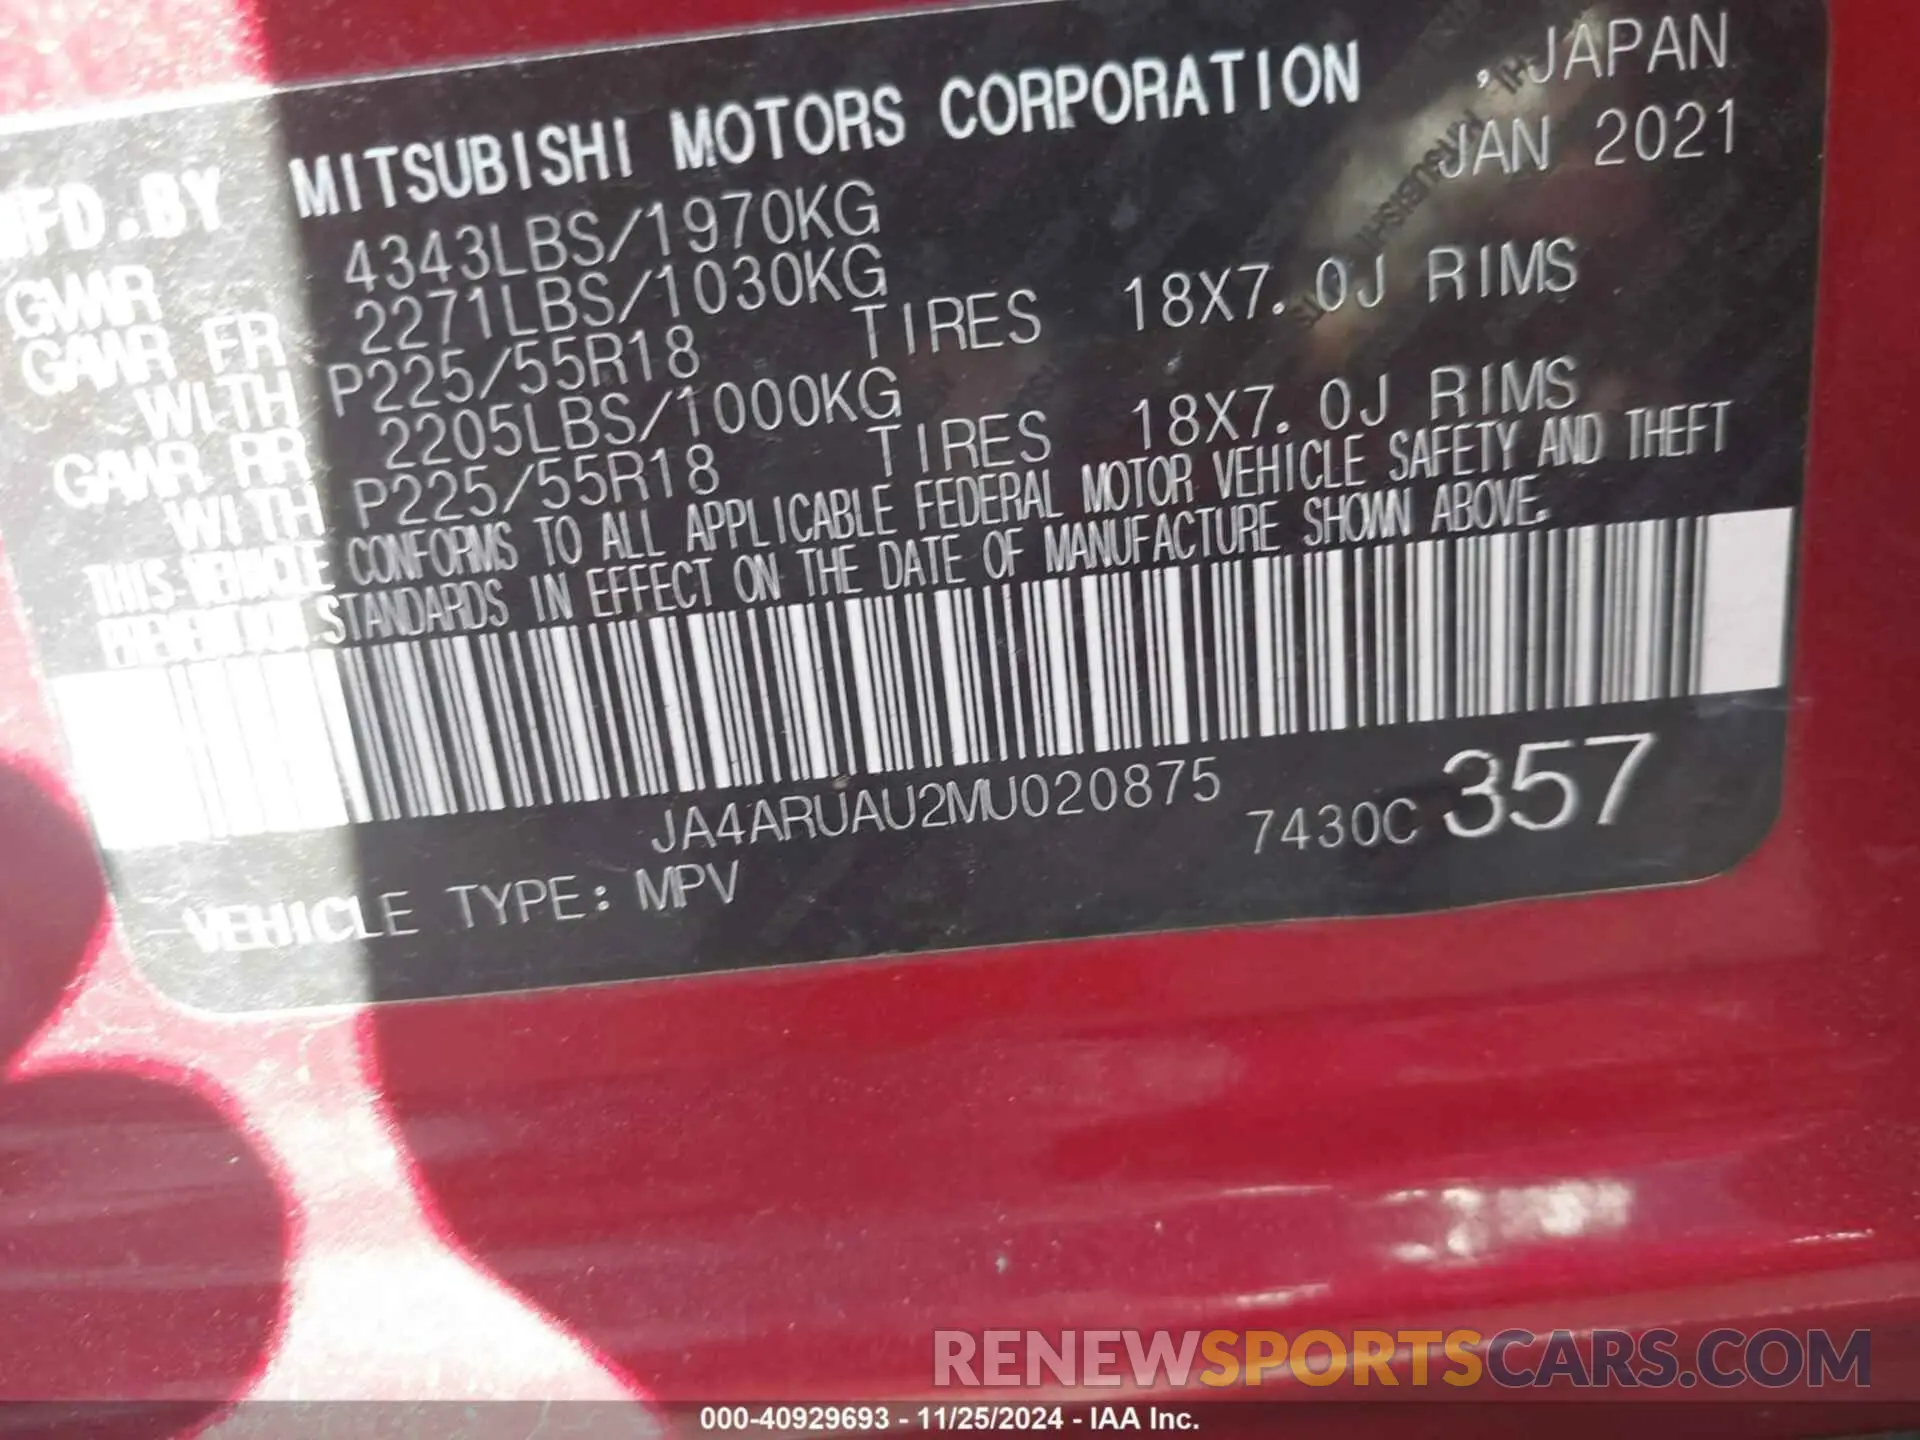 MFD.BY MITSUBISHI MOTORS CORPORATION , JAPAN
GVWR 4343LBS/1970KG JAN 2021
GAWR FR 2271LBS/1030KG
WITH P225/55R18 TIRES 18X7.0J RIMS
GAWR RR 2205LBS/1000KG
WITH P225/55R18 TIRES 18X7.0J RIMS
THIS VEHICLE CONFORMS TO ALL APPLICABLE FEDERAL MOTOR VEHICLE SAFETY AND THEFT
PREVENTION STANDARDS IN EFFECT ON THE DATE OF MANUFACTURE SHOWN ABOVE.
JA4ARUAU2MU020875 7430C 357
VEHICLE TYPE: MPV
RENEWSPORTSCARS.COM
000-40929693 - 11/25/2024 - IAA Inc.